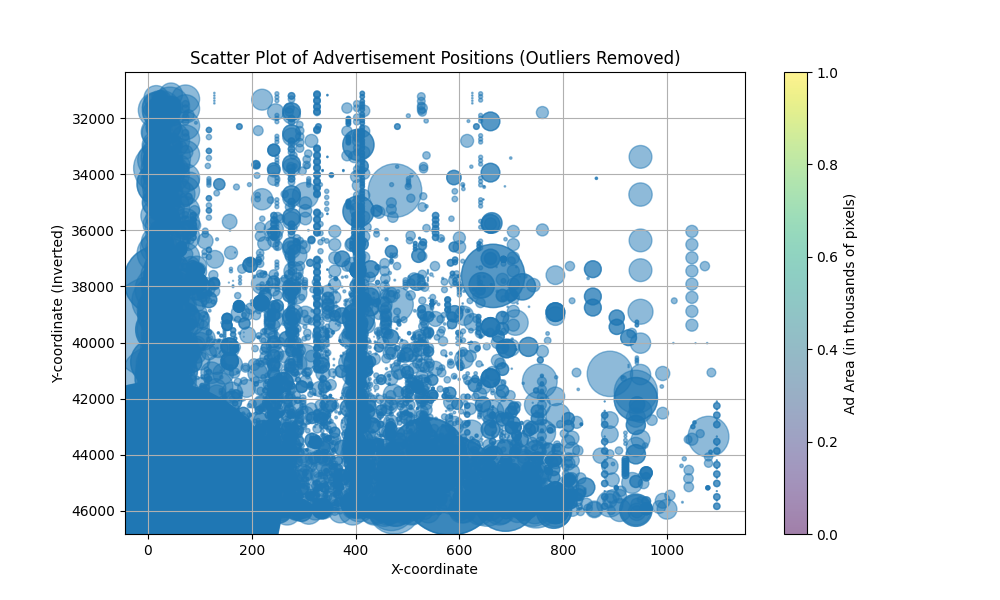 Scatter Plot of Advertisement Positions (Outliers Removed)
Y-coordinate (Inverted)
32000
34000
36000
38000
40000
42000
44000
46000
0 200 400 600 800 1000
X-coordinate
1.0
0.8
0.6
0.4
0.2
0.0
Ad Area (in thousands of pixels)